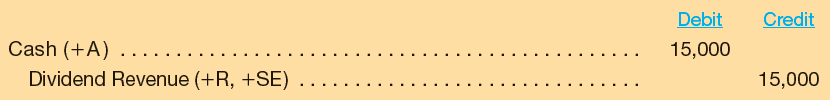 Debit Credit
Cash (+A) ................................................ 15,000
Dividend Revenue (+R, +SE) ............................... 15,000